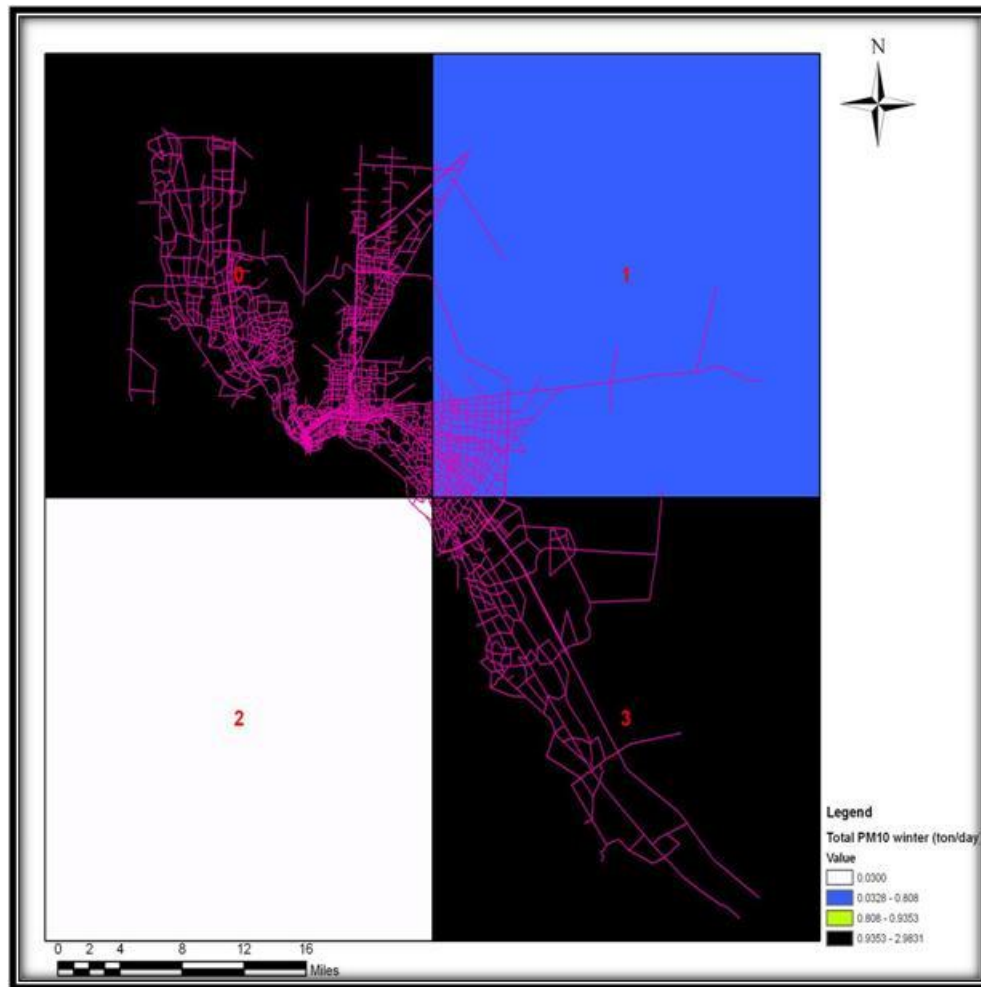 N
0
1
2
3
Legend
Total PM10 winter (ton/day)
Value
0.0300
0.0328 - 0.808
0.808 - 0.9353
0.9353 - 2.9831
0 2 4 8 12 16
Miles